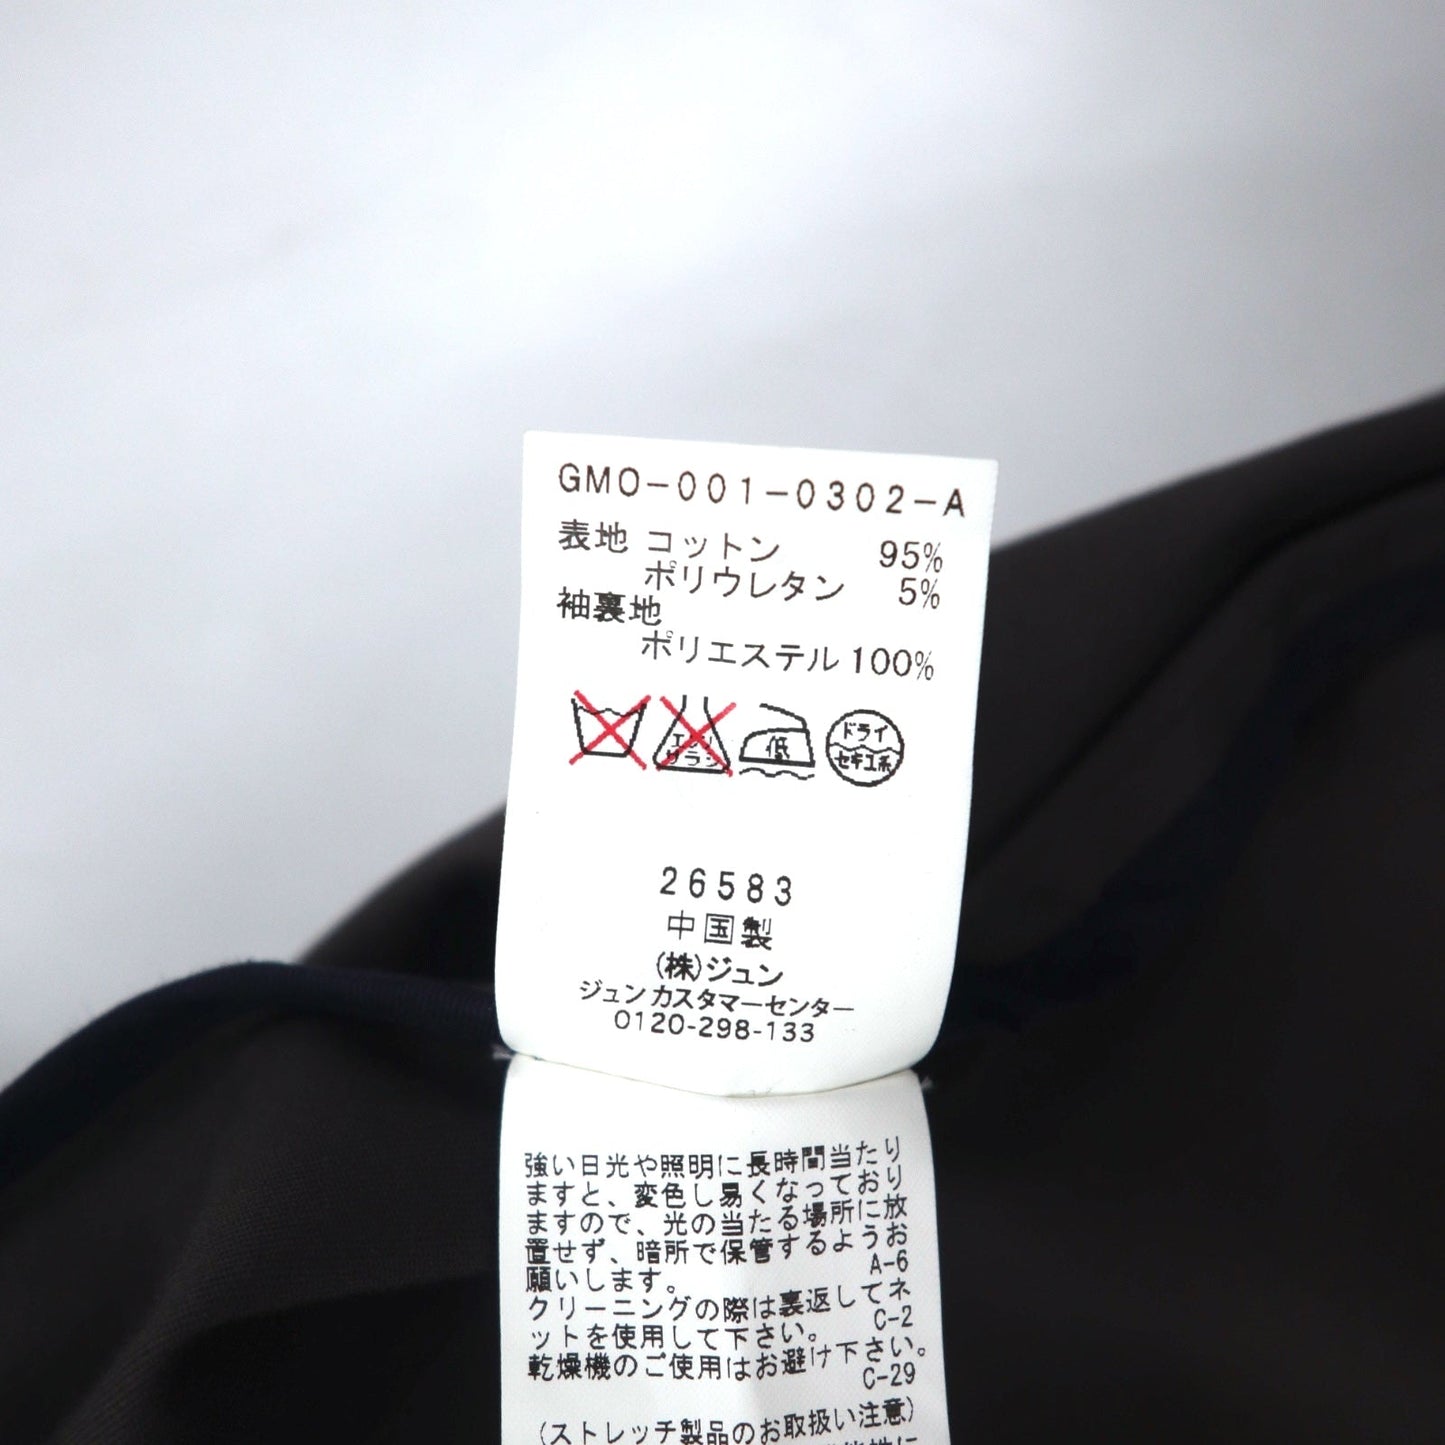 GMO-001-0302-A
表地 コットン 95%
ポリウレタン 5%
袖裏地
ポリエステル 100%
エンソ
サラシ
低
ドライ
セキユ系
26583
中国製
(株)ジュン
ジュンカスタマーセンター
0120-298-133
強い日光や照明に長時間当たり
ますと、変色し易くなっており
ますので、光の当たる場所に放
置せず、暗所で保管するようお
願いします。 A-6
クリーニングの際は裏返してネ
ットを使用して下さい。 C-2
乾燥機のご使用はお避け下さい。
C-29
(ストレッチ製品のお取扱い注意)